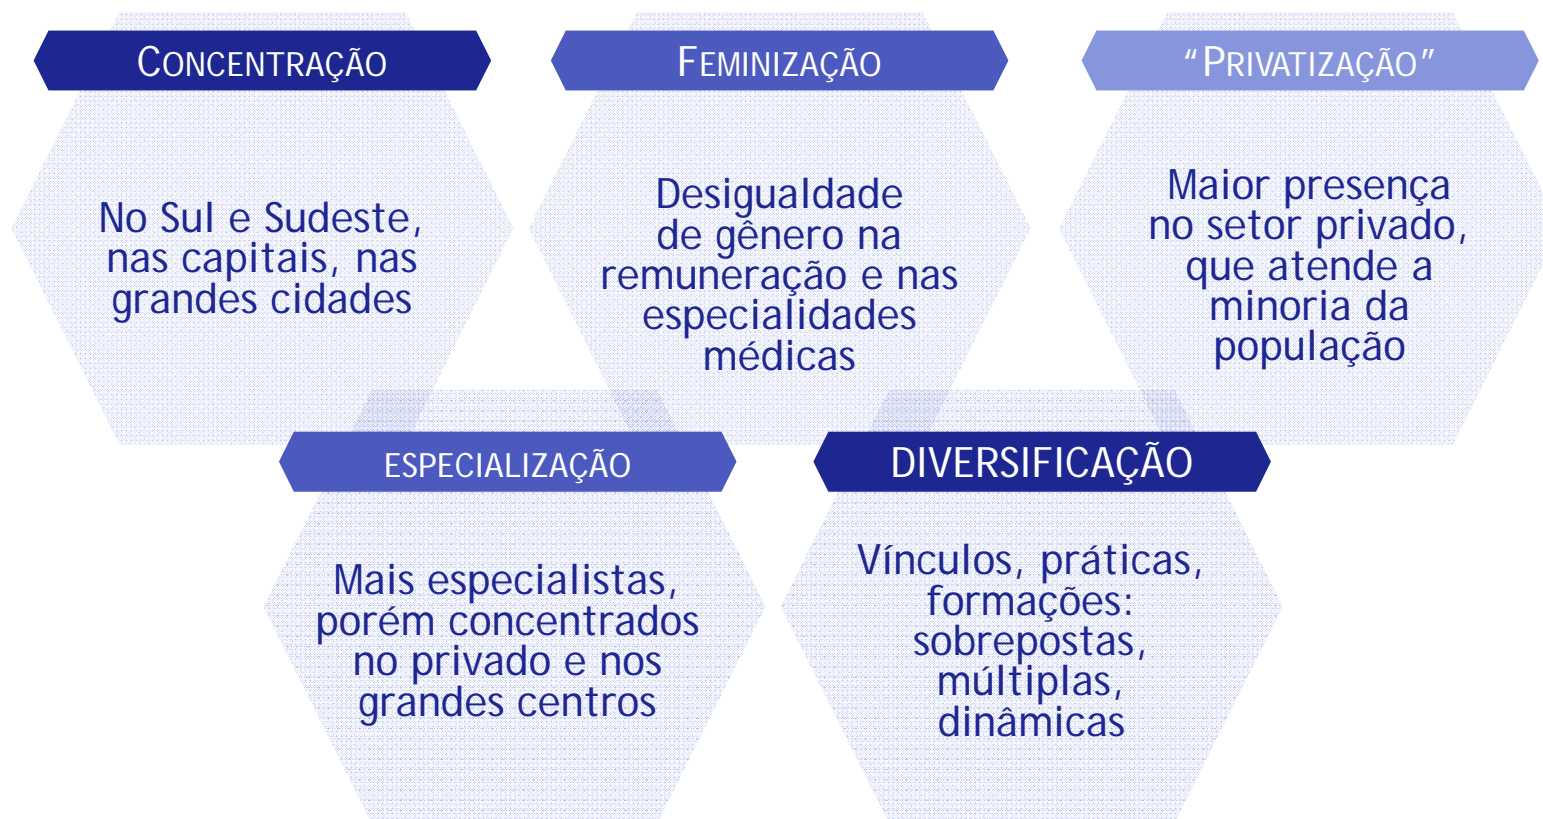 CONCENTRAÇÃO
No Sul e Sudeste,
nas capitais, nas
grandes cidades
FEMINIZAÇÃO
Desigualdade
de gênero na
remuneração e nas
especialidades
médicas
“PRIVATIZAÇÃO”
Maior presença
no setor privado,
que atende a
minoria da
população
ESPECIALIZAÇÃO
Mais especialistas,
porém concentrados
no privado e nos
grandes centros
DIVERSIFICAÇÃO
Vínculos, práticas,
formações:
sobrepostas,
múltiplas,
dinâmicas